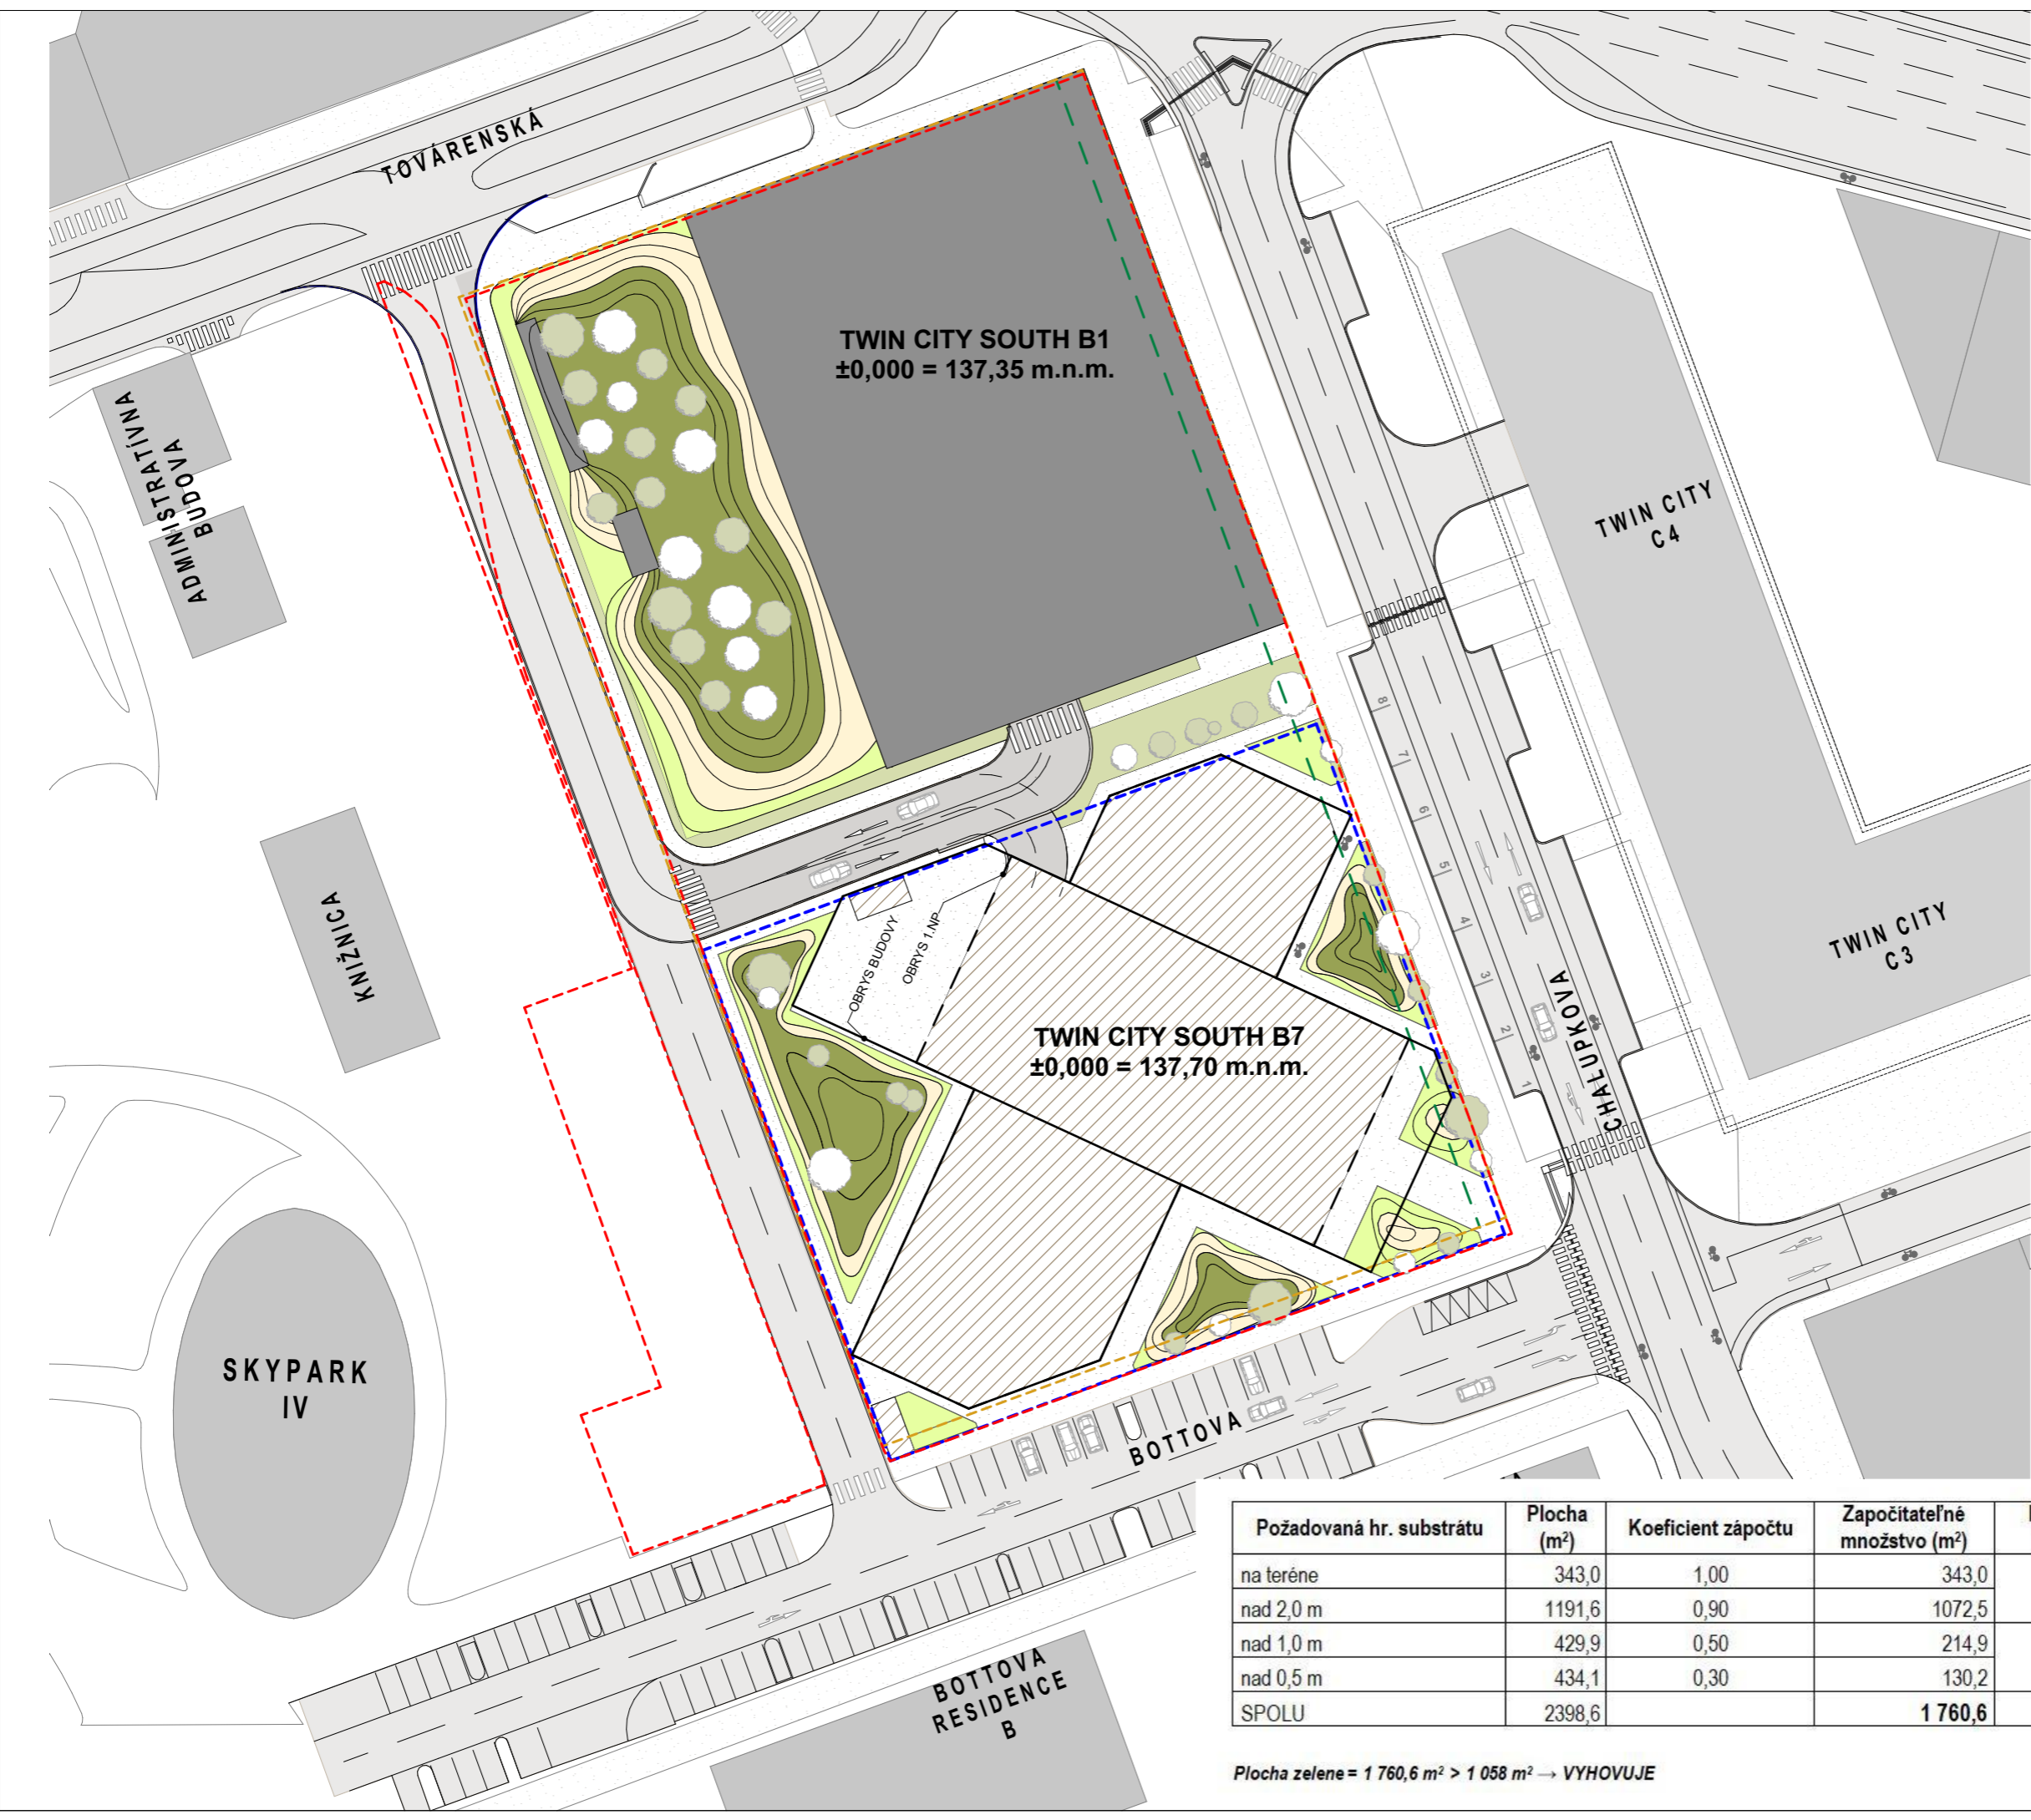 TOVÁRENSKÁ
TWIN CITY SOUTH B1
±0,000 = 137,35 m.n.m.
ADMINISTRATÍVNA
BUDOVA
TWIN CITY
C4
8
7
6
5
4
3
2
1
KNIŽNICA
OBRYS BUDOVY
OBRYS 1.NP
TWIN CITY
C3
CHALUPKOVA
TWIN CITY SOUTH B7
±0,000 = 137,70 m.n.m.
SKYPARK
IV
BOTTOVA
BOTTOVA
RESIDENCE
B
Požadovaná hr. substrátu Plocha (m²) Koeficient zápočtu Započítateľné množstvo (m²)
na teréne 343,0 1,00 343,0
nad 2,0 m 1191,6 0,90 1072,5
nad 1,0 m 429,9 0,50 214,9
nad 0,5 m 434,1 0,30 130,2
SPOLU 2398,6 1 760,6
Plocha zelene = 1 760,6 m² > 1 058 m² → VYHOVUJE